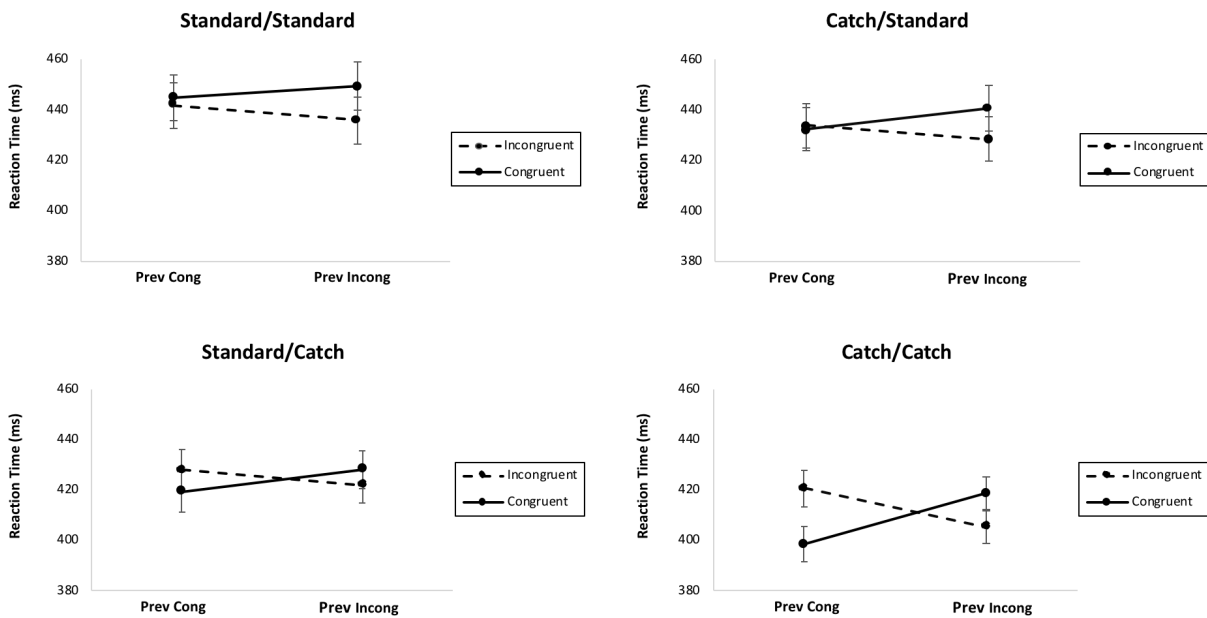 Standard/Standard
Reaction Time (ms)
460
440
420
400
380
Prev Cong
Prev Incong
Incongruent
Congruent
Catch/Standard
Reaction Time (ms)
460
440
420
400
380
Prev Cong
Prev Incong
Incongruent
Congruent
Standard/Catch
Reaction Time (ms)
460
440
420
400
380
Prev Cong
Prev Incong
Incongruent
Congruent
Catch/Catch
Reaction Time (ms)
460
440
420
400
380
Prev Cong
Prev Incong
Incongruent
Congruent